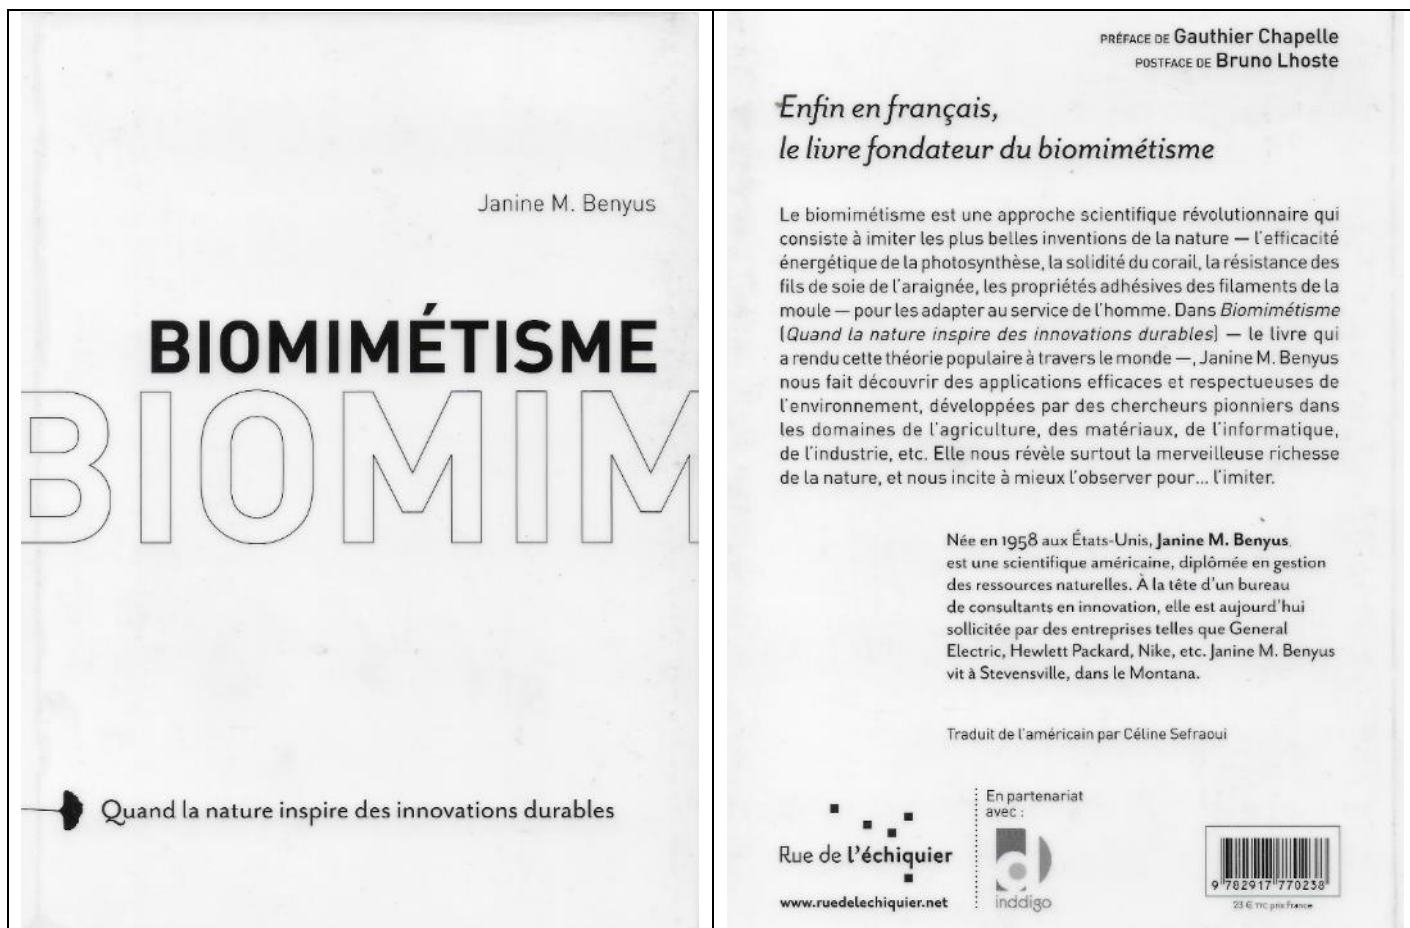 Janine M. Benyus
BIOMIMÉTISME
BIOMIM
Quand la nature inspire des innovations durables
PRÉFACE DE Gauthier Chapelle
POSTFACE DE Bruno Lhoste
Enfin en français,
le livre fondateur du biomimétisme
Le biomimétisme est une approche scientifique révolutionnaire qui
consiste à imiter les plus belles inventions de la nature — l'efficacité
énergétique de la photosynthèse, la solidité du corail, la résistance des
fils de soie de l'araignée, les propriétés adhésives des filaments de la
moule — pour les adapter au service de l'homme. Dans Biomimétisme
(Quand la nature inspire des innovations durables) — le livre qui
a rendu cette théorie populaire à travers le monde —, Janine M. Benyus
nous fait découvrir des applications efficaces et respectueuses de
l'environnement, développées par des chercheurs pionniers dans
les domaines de l'agriculture, des matériaux, de l'informatique,
de l'industrie, etc. Elle nous révèle surtout la merveilleuse richesse
de la nature, et nous incite à mieux l'observer pour... l'imiter.
Née en 1958 aux États-Unis, Janine M. Benyus
est une scientifique américaine, diplômée en gestion
des ressources naturelles. À la tête d'un bureau
de consultants en innovation, elle est aujourd'hui
sollicitée par des entreprises telles que General
Electric, Hewlett Packard, Nike, etc. Janine M. Benyus
vit à Stevensville, dans le Montana.
Traduit de l'américain par Céline Sefraoui
Rue de l'échiquier
www.ruedelechiquier.net
En partenariat
avec :
inddigo
9 782917 770238
23 € TTC prix France